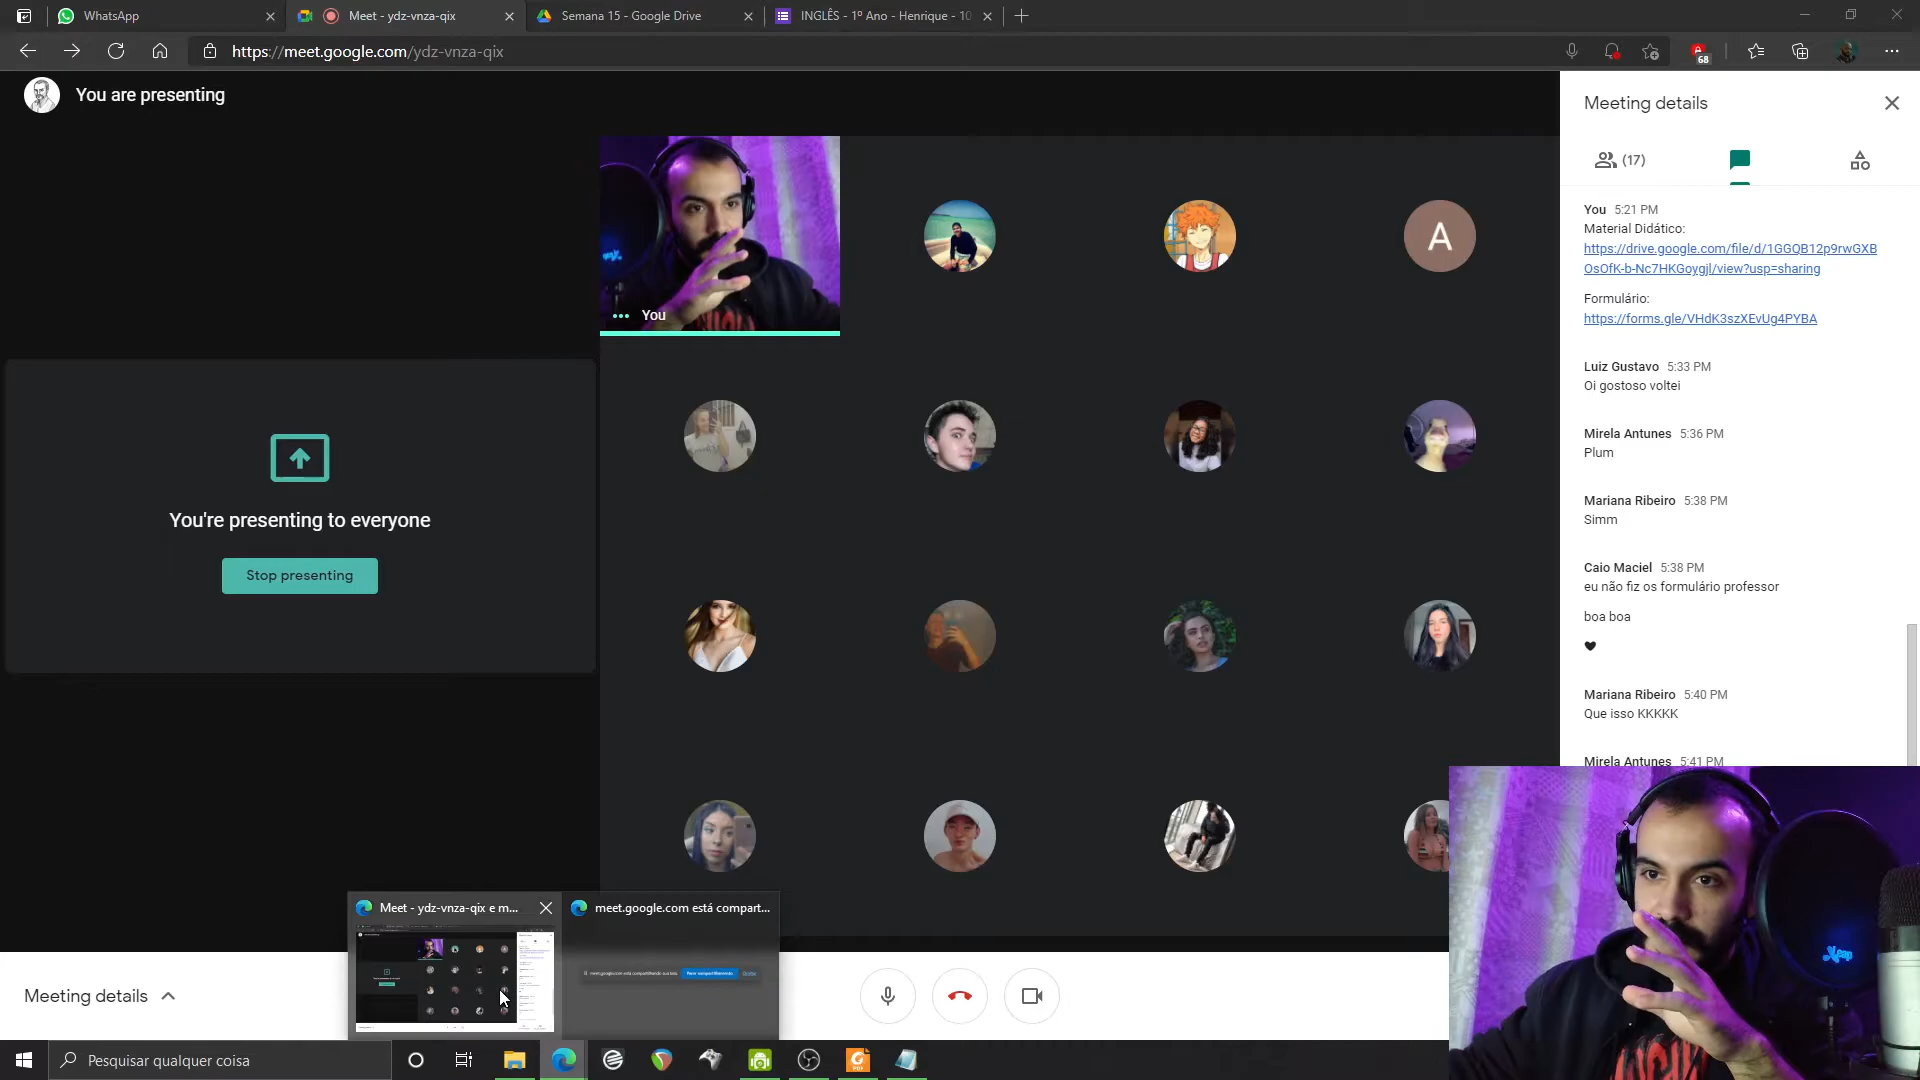 WhatsApp
Meet - ydz-vnza-qix
Semana 15 - Google Drive
INGLÊS - 1º Ano - Henrique - 10
https://meet.google.com/ydz-vnza-qix
68
You are presenting
Meeting details
(17)
You 5:21 PM
Material Didático:
https://drive.google.com/file/d/1GGQB12p9rwGXB
OsOfK-b-Nc7HKGoygjl/view?usp=sharing
Formulário:
https://forms.gle/VHdK3szXEvUg4PYBA
Luiz Gustavo 5:33 PM
Oi gostoso voltei
Mirela Antunes 5:36 PM
Plum
Mariana Ribeiro 5:38 PM
Simm
Caio Maciel 5:38 PM
eu não fiz os formulário professor
boa boa
Mariana Ribeiro 5:40 PM
Que isso KKKKK
Mirela Antunes 5:41 PM
You
A
You're presenting to everyone
Stop presenting
Meet - ydz-vnza-qix e m...
meet.google.com está compart...
Meeting details
Pesquisar qualquer coisa